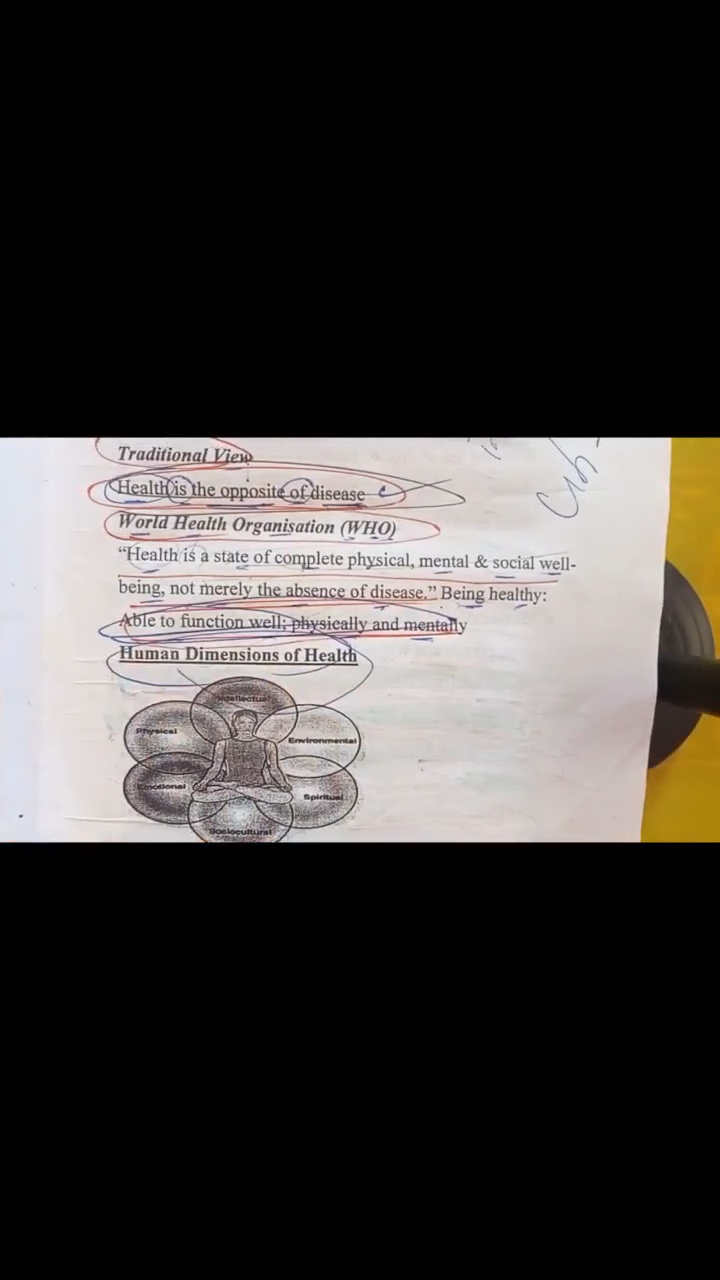 Traditional View
Health is the opposite of disease
World Health Organisation (WHO)
“Health is a state of complete physical, mental & social well-
being, not merely the absence of disease.” Being healthy:
Able to function well; physically and mentally
Human Dimensions of Health
Intellectual
Physical
Environmental
Emotional
Spiritual
Sociocultural